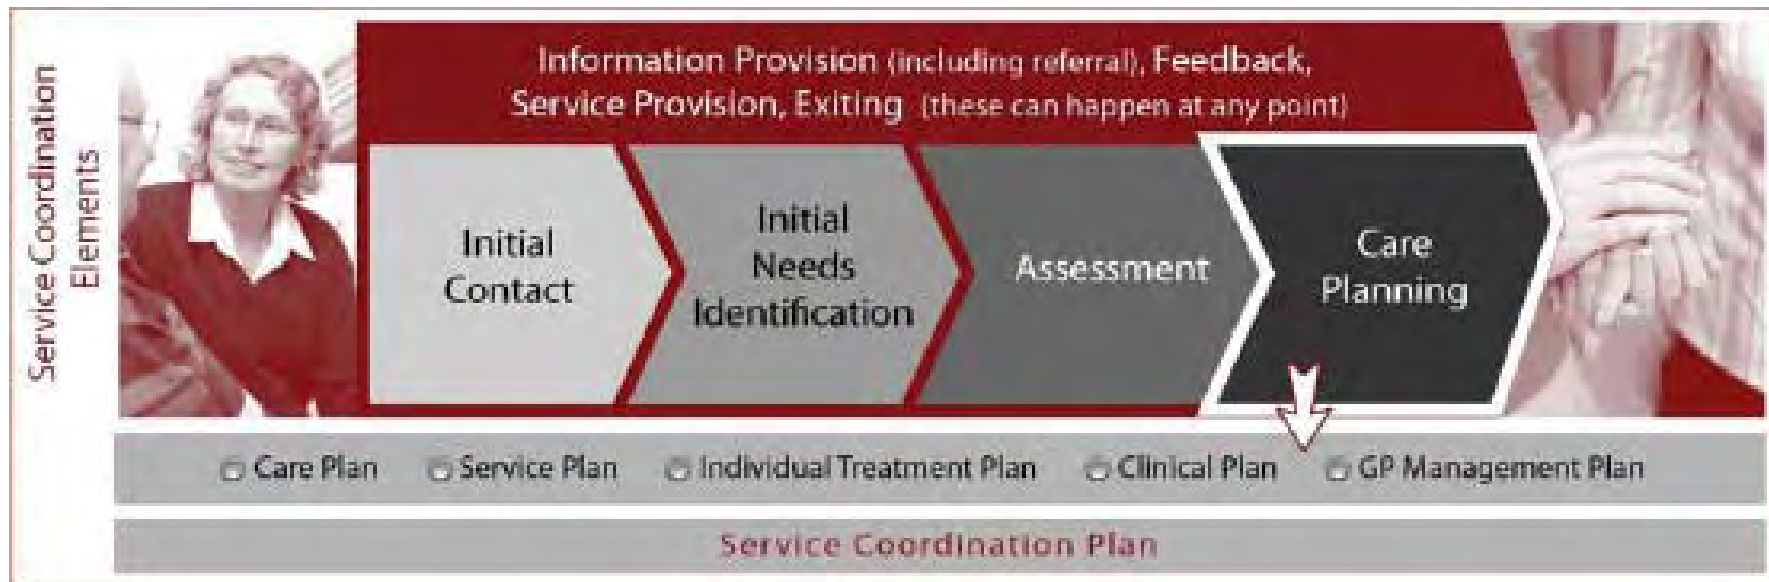 Service Coordination
Elements
Information Provision (including referral), Feedback,
Service Provision, Exiting (these can happen at any point)
Initial
Contact
Initial
Needs
Identification
Assessment
Care
Planning
Care Plan
Service Plan
Individual Treatment Plan
Clinical Plan
GP Management Plan
Service Coordination Plan